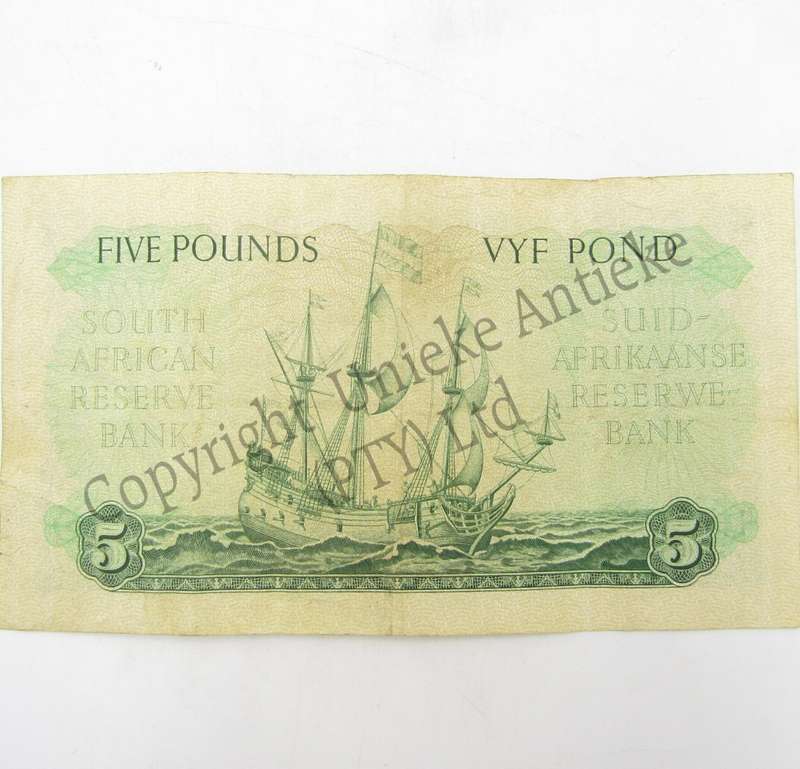 FIVE POUNDS
VYF POND
SOUTH
AFRICAN
RESERVE
BANK
SUID-
AFRIKAANSE
RESERWE-
BANK
5
5
Copyright Unieke Antieke
(PTY) Ltd